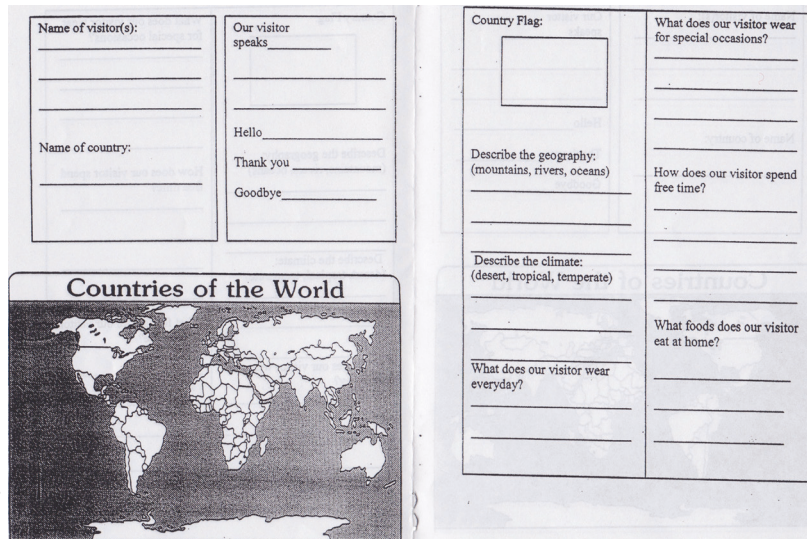 Name of visitor(s):
Name of country:
Our visitor
speaks
Hello
Thank you
Goodbye
Countries of the World
Country Flag:
Describe the geography:
(mountains, rivers, oceans)
Describe the climate:
(desert, tropical, temperate)
What does our visitor wear
everyday?
What does our visitor wear
for special occasions?
How does our visitor spend
free time?
What foods does our visitor
eat at home?